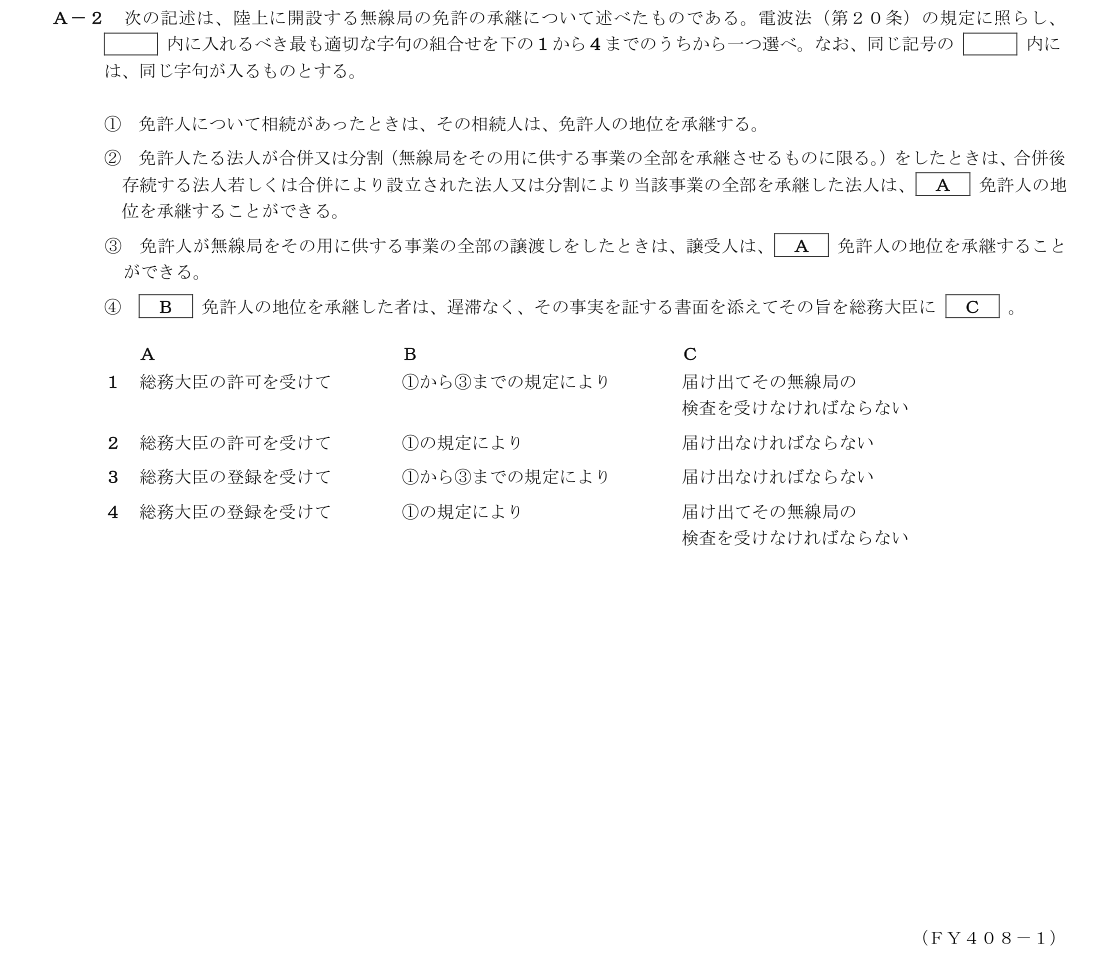 A－2　次の記述は、陸上に開設する無線局の免許の承継について述べたものである。電波法（第２０条）の規定に照らし、
内に入れるべき最も適切な字句の組合せを下の1から4までのうちから一つ選べ。なお、同じ記号の　内に
は、同じ字句が入るものとする。
①　免許人について相続があったときは、その相続人は、免許人の地位を承継する。
②　免許人たる法人が合併又は分割（無線局をその用に供する事業の全部を承継させるものに限る。）をしたときは、合併後
存続する法人若しくは合併により設立された法人又は分割により当該事業の全部を承継した法人は、 A 免許人の地
位を承継することができる。
③　免許人が無線局をその用に供する事業の全部の譲渡しをしたときは、譲受人は、 A 免許人の地位を承継すること
ができる。
④　 B 免許人の地位を承継した者は、遅滞なく、その事実を証する書面を添えてその旨を総務大臣に C 。
A　B　C
1　総務大臣の許可を受けて　①から③までの規定により　届け出てその無線局の
検査を受けなければならない
2　総務大臣の許可を受けて　①の規定により　届け出なければならない
3　総務大臣の登録を受けて　①から③までの規定により　届け出なければならない
4　総務大臣の登録を受けて　①の規定により　届け出てその無線局の
検査を受けなければならない
（ＦＹ４０８－１）